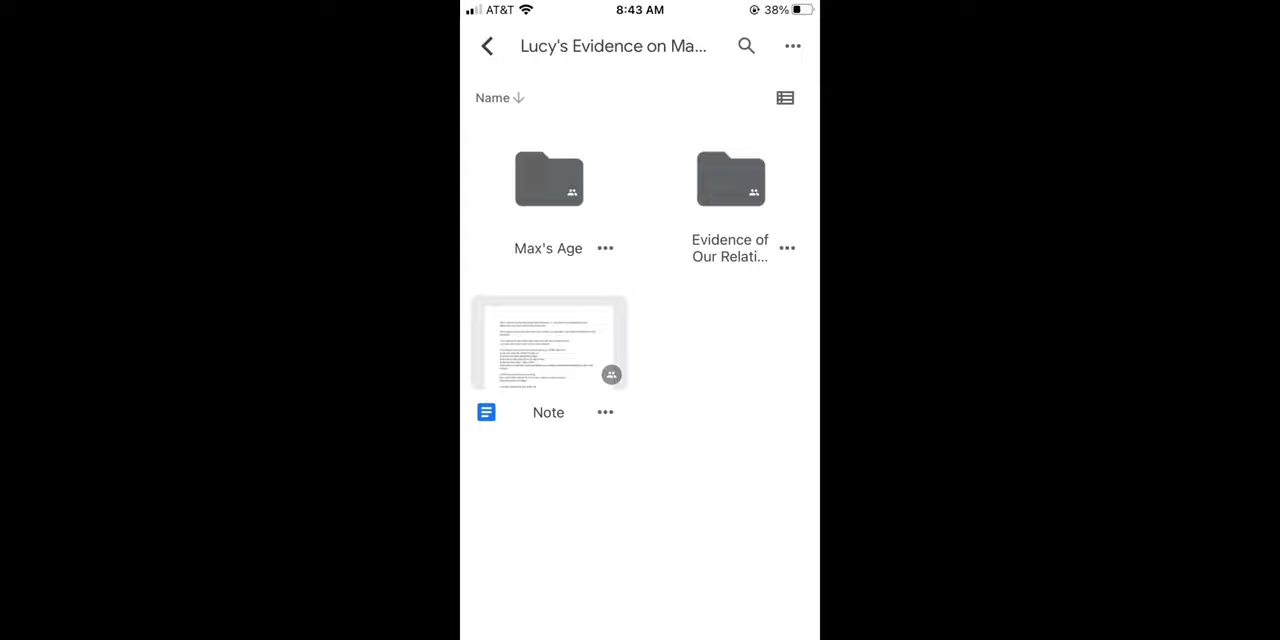 AT&T 8:43 AM 38%
Lucy's Evidence on Ma...
Name
Max's Age
Evidence of
Our Relati...
Note